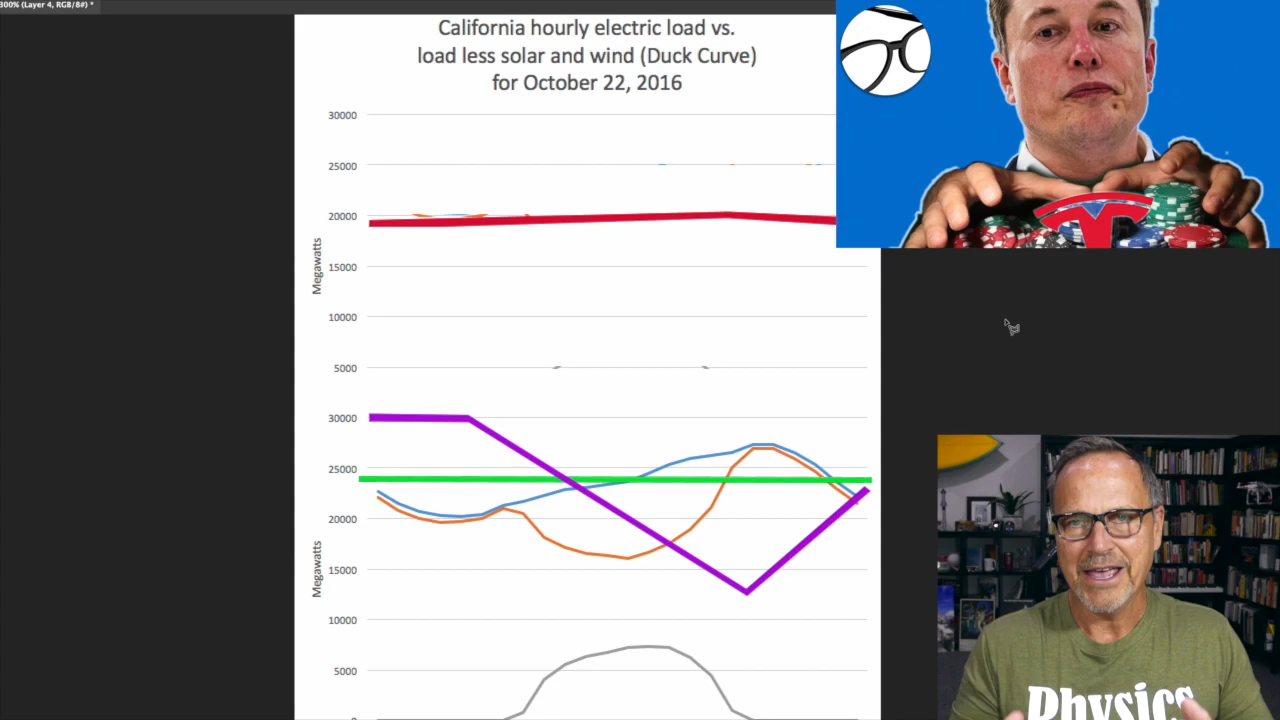 300% (Layer 4, RGB/8#) *
California hourly electric load vs.
load less solar and wind (Duck Curve)
for October 22, 2016
30000
25000
20000
15000
10000
5000
Megawatts
30000
25000
20000
15000
10000
5000
Megawatts
Physics